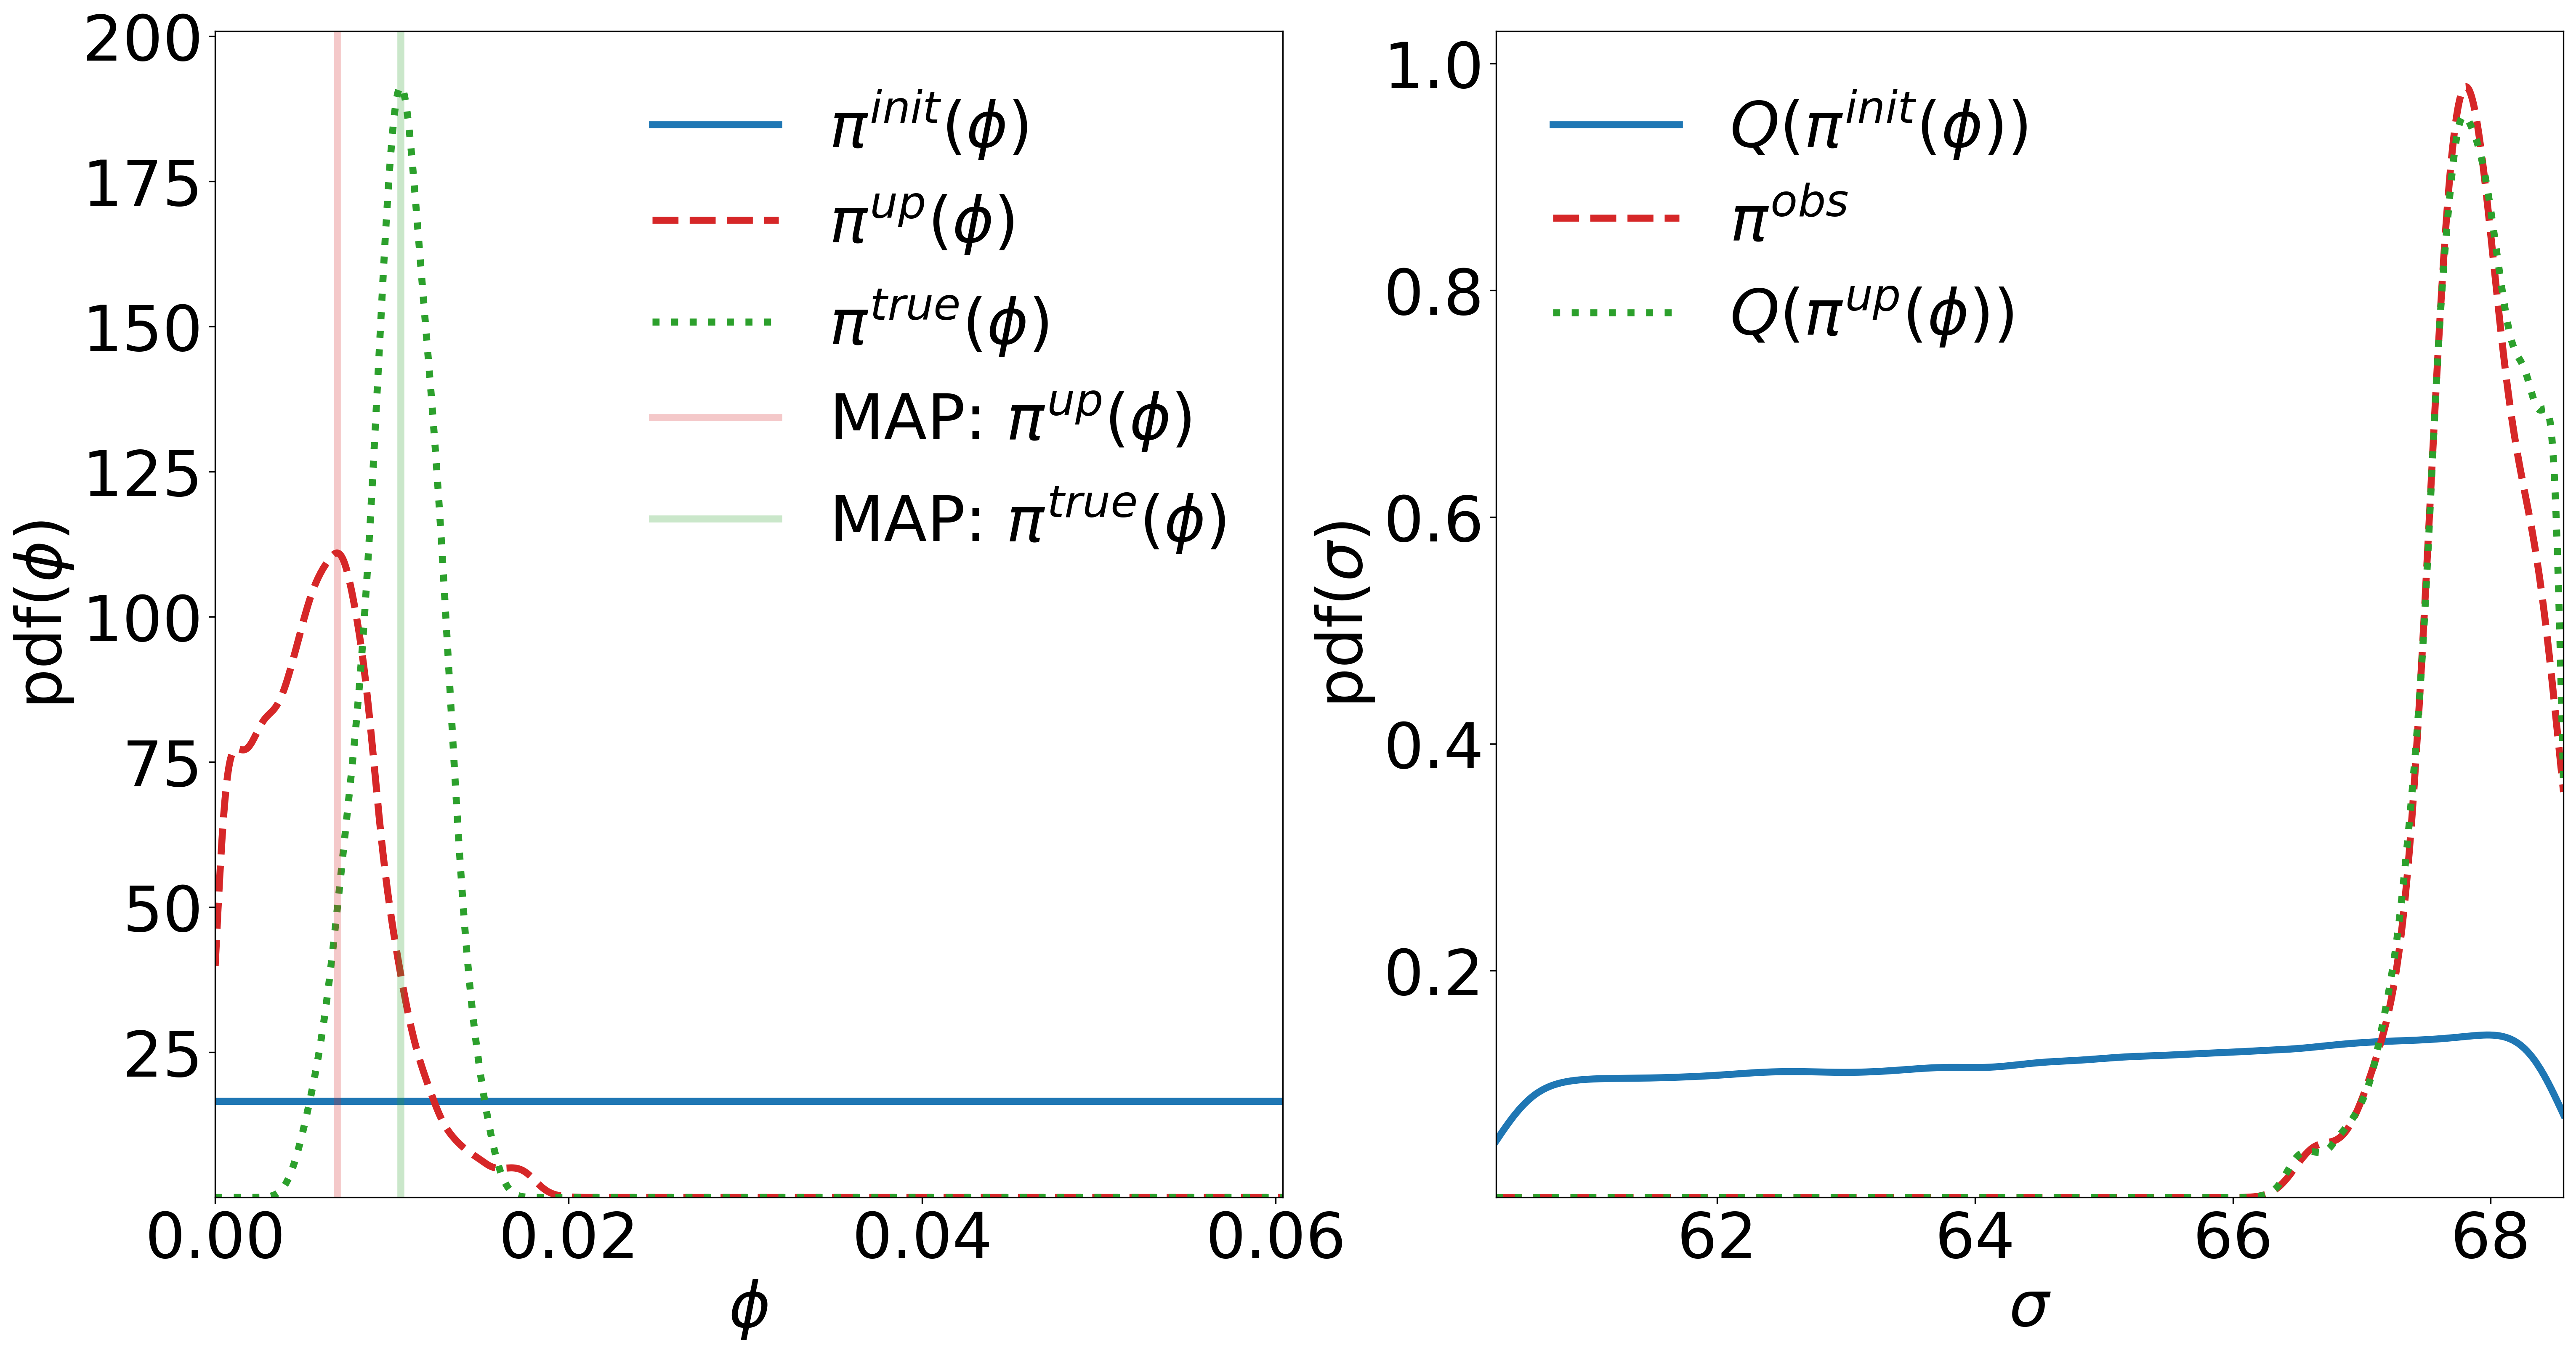 200
175
150
125
100
75
50
25
pdf(ϕ)
0.00
0.02
0.04
0.06
ϕ
π^{init}(ϕ)
π^{up}(ϕ)
π^{true}(ϕ)
MAP: π^{up}(ϕ)
MAP: π^{true}(ϕ)
1.0
0.8
0.6
0.4
0.2
pdf(σ)
62
64
66
68
σ
Q(π^{init}(ϕ))
π^{obs}
Q(π^{up}(ϕ))